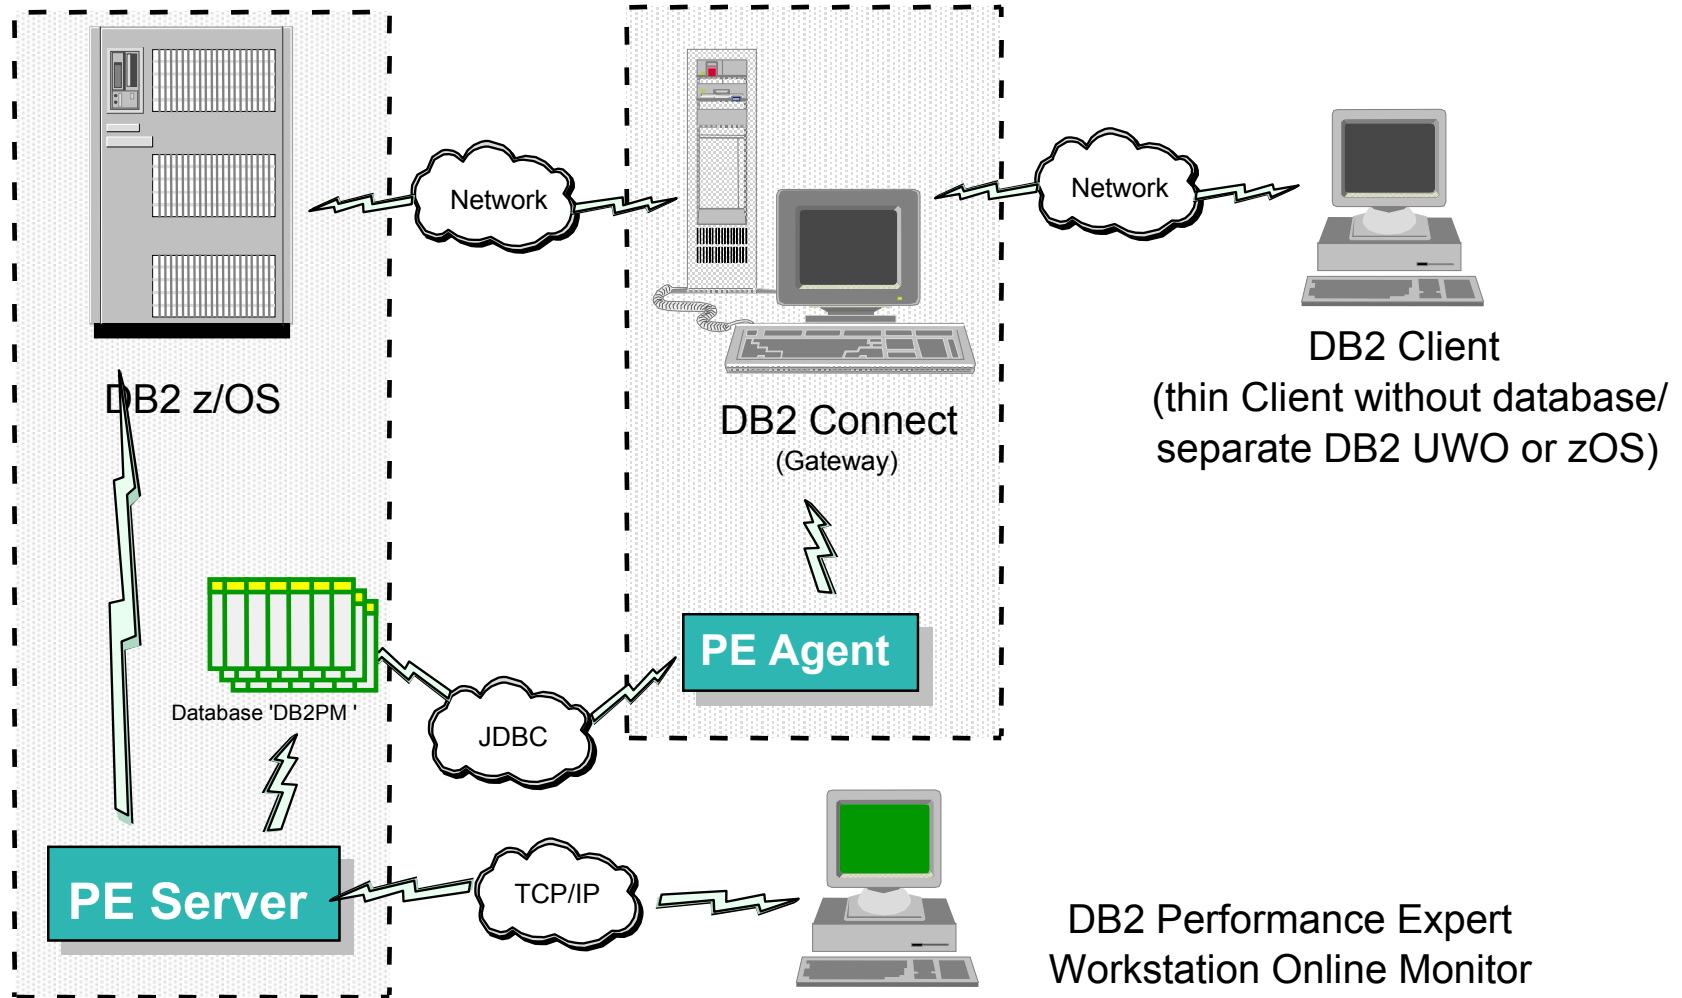 Network
Network
DB2 z/OS
DB2 Connect
(Gateway)
DB2 Client
(thin Client without database/
separate DB2 UWO or zOS)
PE Agent
Database 'DB2PM '
JDBC
PE Server
TCP/IP
DB2 Performance Expert
Workstation Online Monitor